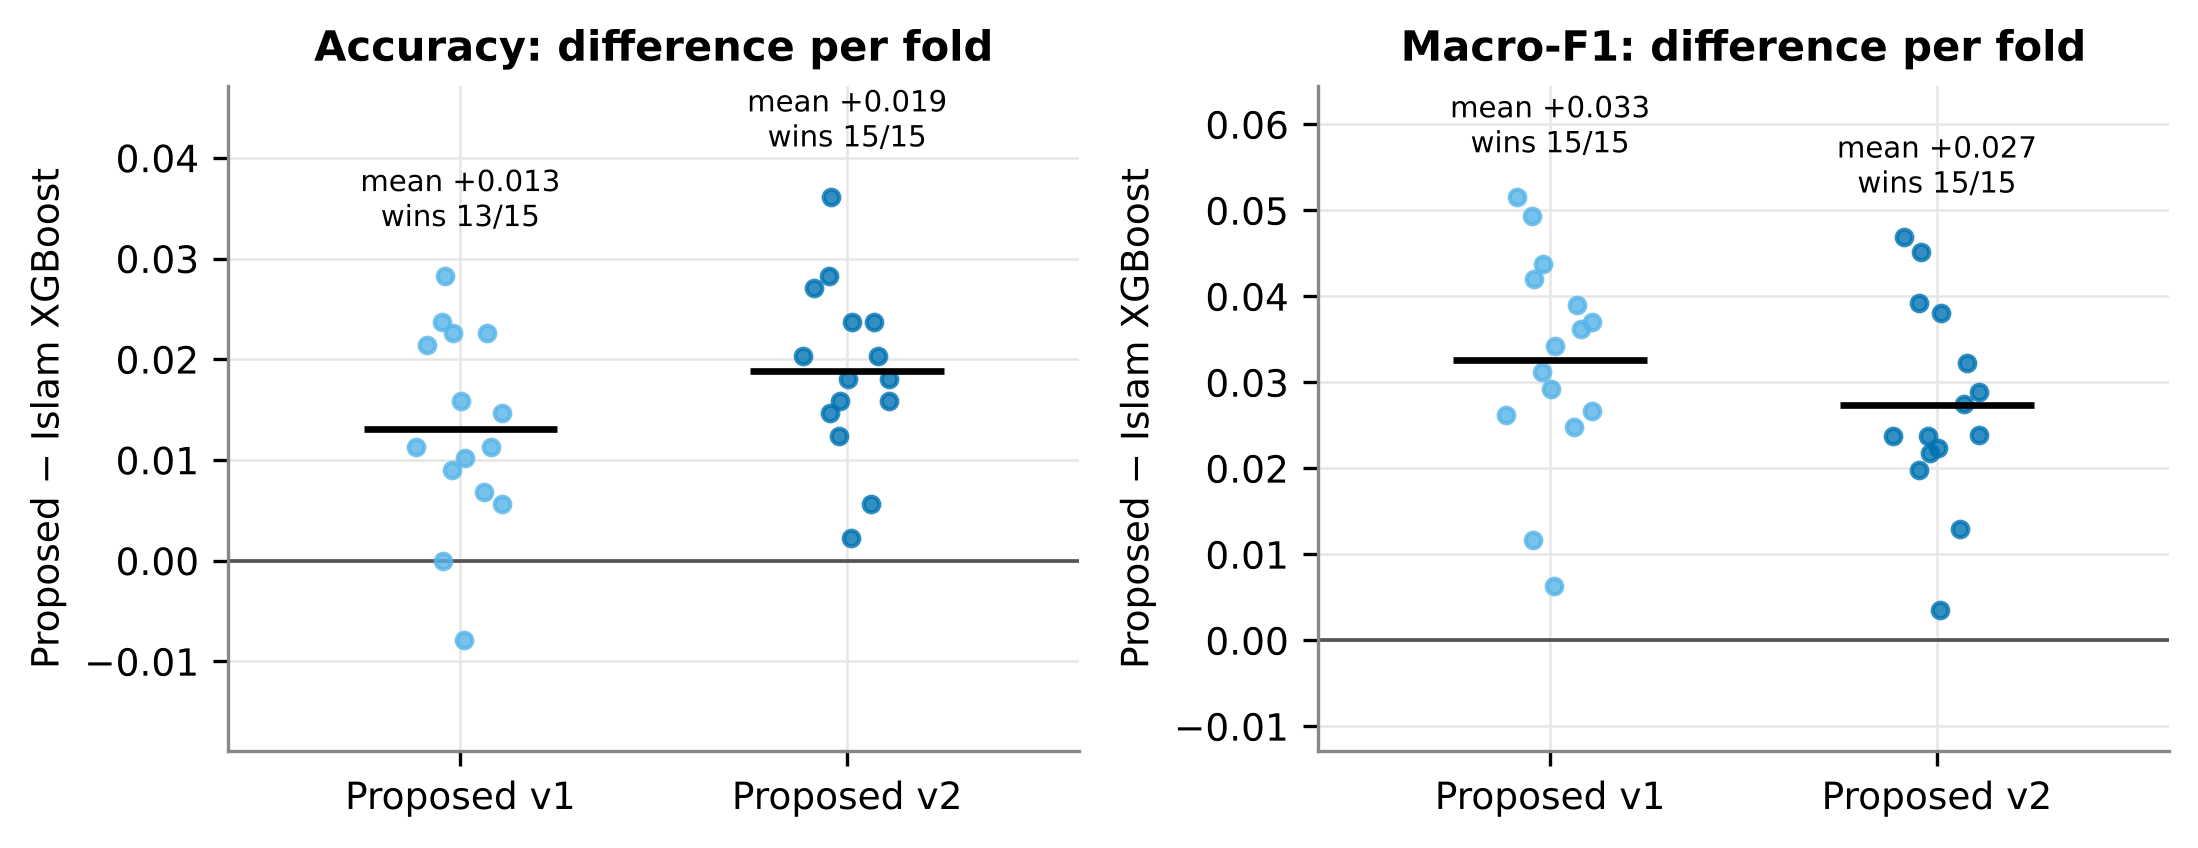 Accuracy: difference per fold
Proposed − Islam XGBoost
0.04
0.03
0.02
0.01
0.00
−0.01
mean +0.013
wins 13/15
mean +0.019
wins 15/15
Proposed v1
Proposed v2
Macro-F1: difference per fold
Proposed − Islam XGBoost
0.06
0.05
0.04
0.03
0.02
0.01
0.00
−0.01
mean +0.033
wins 15/15
mean +0.027
wins 15/15
Proposed v1
Proposed v2